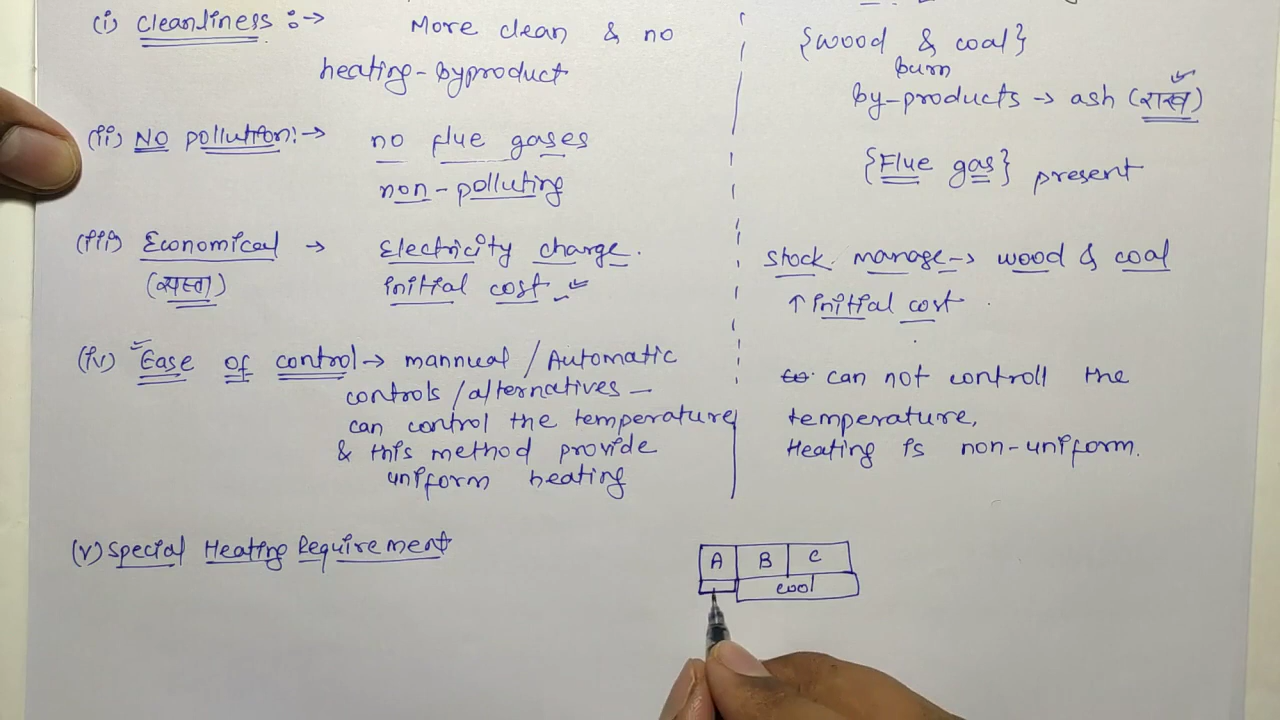 (i) Cleanliness :→ More clean & no
heating-byproduct
{wood & coal}
burn
by-products → ash (राख)
(ii) NO pollution:→ no flue gases
non-polluting
{Flue gas} present
(iii) Economical → Electricity charge.
(सस्ता) initial cost
stock manage → wood & coal
↑ initial cost
(iv) Ease of control → mannual / Automatic
controls / alternatives -
can control the temperature
& this method provide
uniform heating
can not controll the
temperature,
Heating is non-uniform.
(v) Special Heating Requirement
A B C
cool